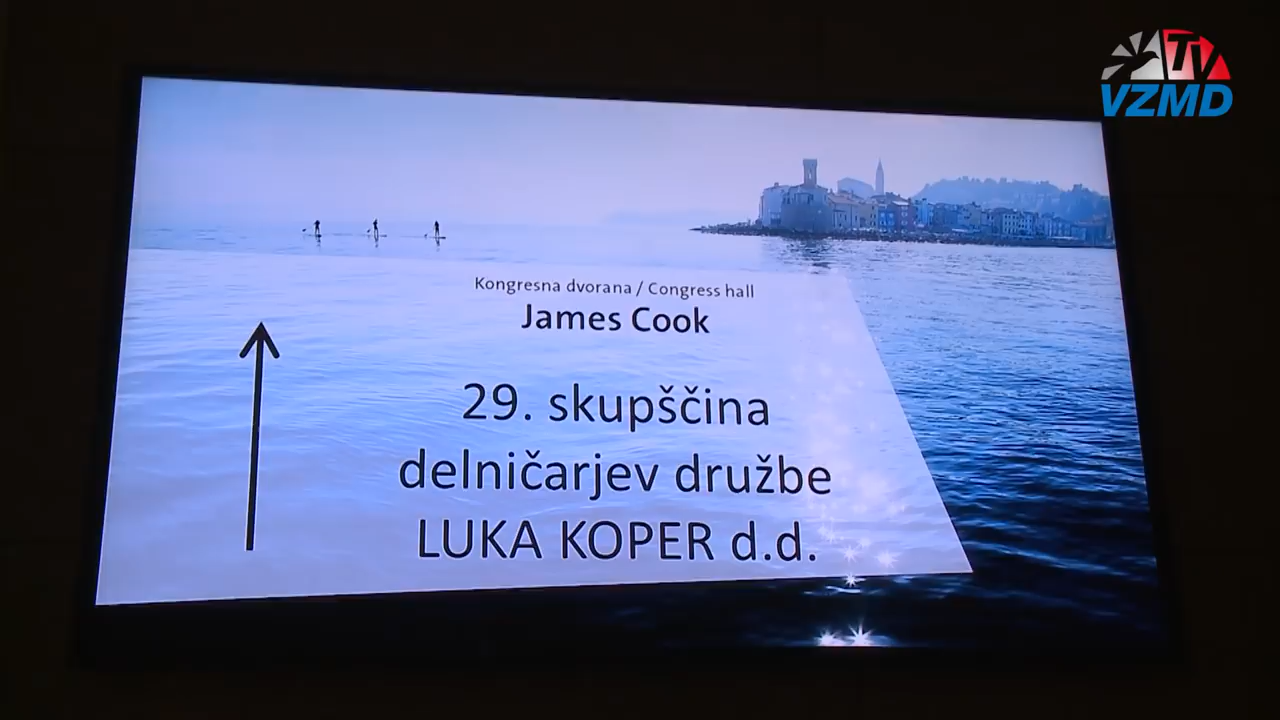 TV
VZMD
Kongresna dvorana / Congress hall
James Cook
29. skupščina
delničarjev družbe
LUKA KOPER d.d.